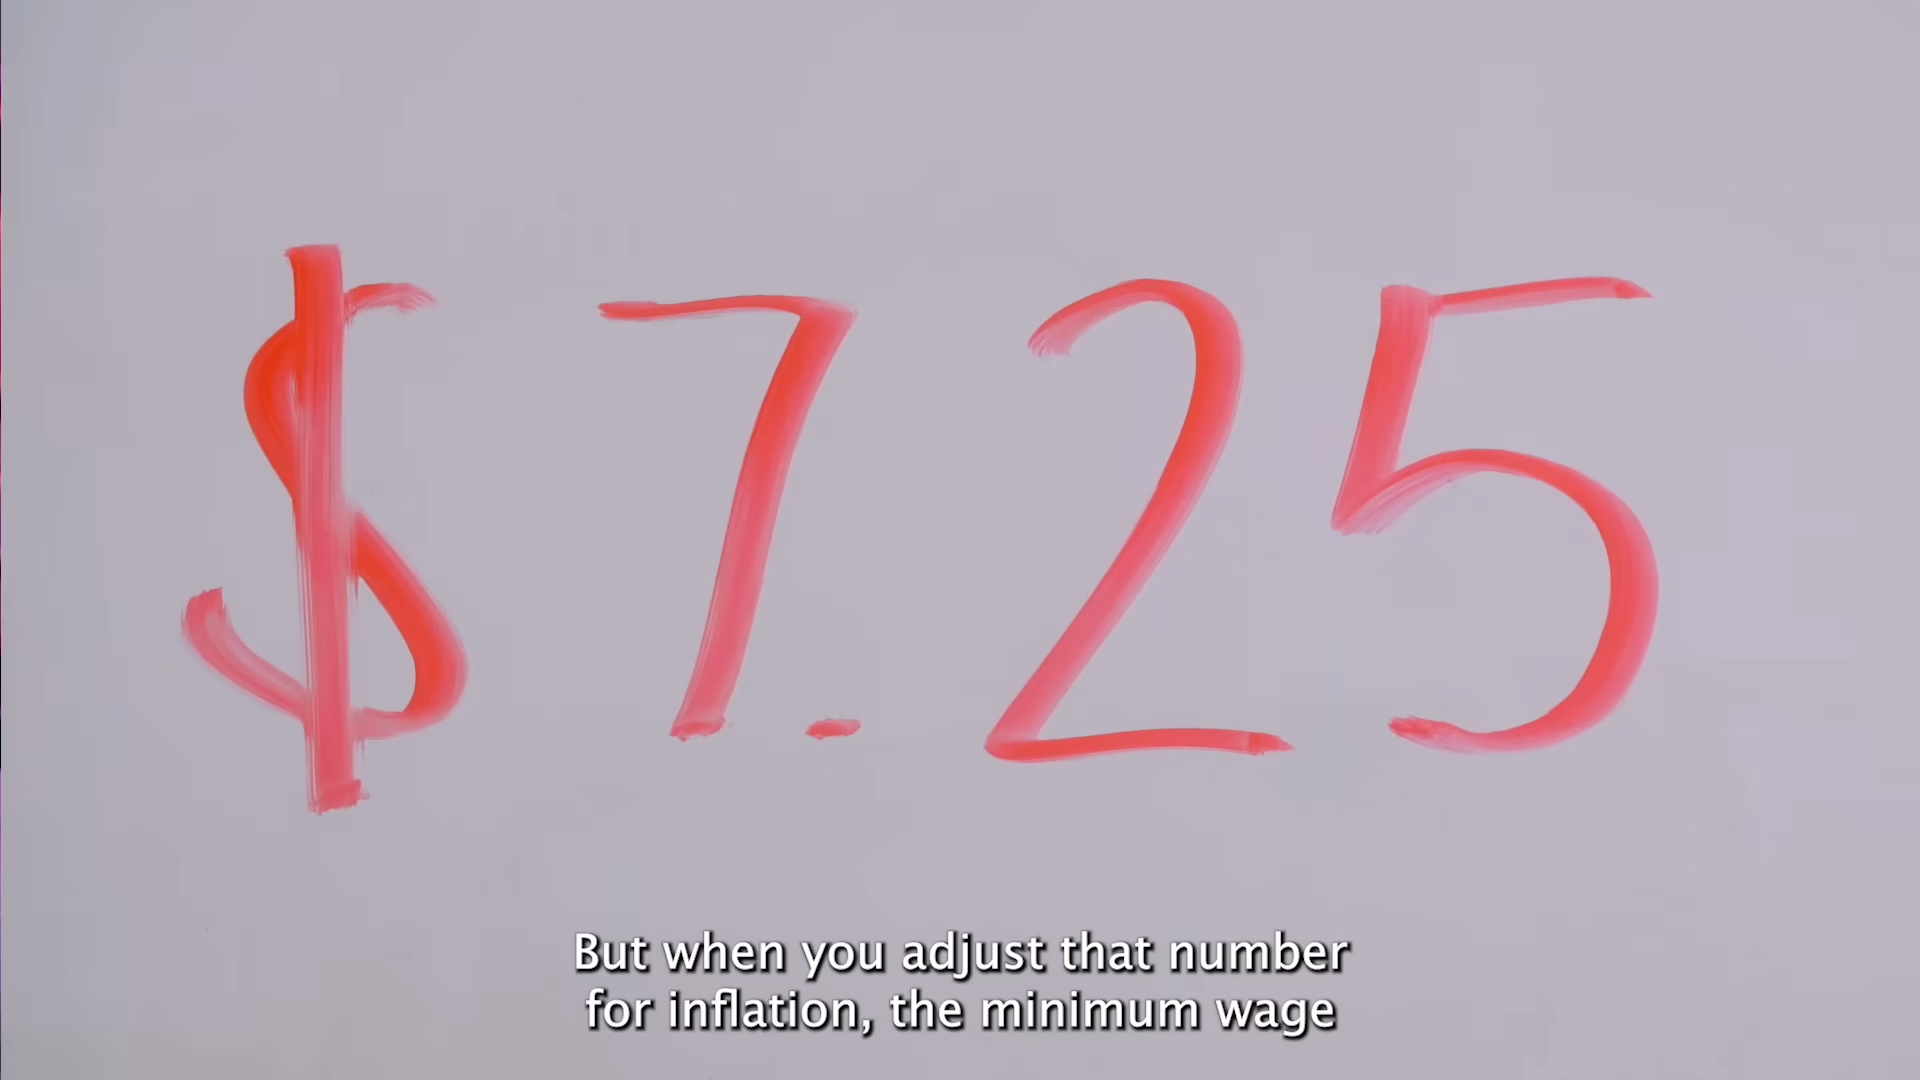 $7.25
But when you adjust that number
for inflation, the minimum wage